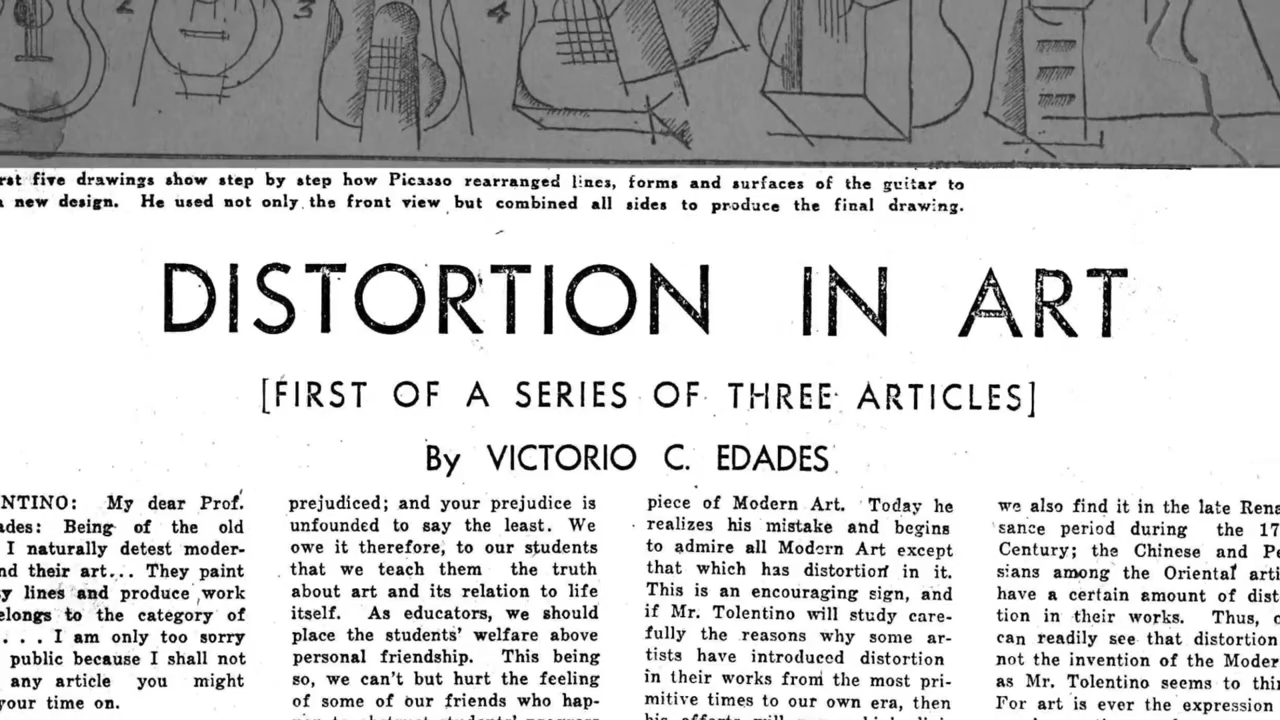 2
3
4
rst five drawings show step by step how Picasso rearranged lines, forms and surfaces of the guitar to
new design. He used not only the front view but combined all sides to produce the final drawing.
DISTORTION IN ART
[FIRST OF A SERIES OF THREE ARTICLES]
By VICTORIO C. EDADES
NTINO: My dear Prof.
ades: Being of the old
I naturally detest moder-
nd their art... They paint
y lines and produce work
elongs to the category of
. . . I am only too sorry
public because I shall not
any article you might
your time on.
prejudiced; and your prejudice is
unfounded to say the least. We
owe it therefore, to our students
that we teach them the truth
about art and its relation to life
itself. As educators, we should
place the students' welfare above
personal friendship. This being
so, we can't but hurt the feeling
of some of our friends who hap-
piece of Modern Art. Today he
realizes his mistake and begins
to admire all Modern Art except
that which has distortion in it.
This is an encouraging sign, and
if Mr. Tolentino will study care-
fully the reasons why some ar-
tists have introduced distortion
in their works from the most pri-
mitive times to our own era, then
we also find it in the late Rena
sance period during the 17
Century; the Chinese and Pe
sians among the Oriental arti
have a certain amount of dist
tion in their works. Thus, o
can readily see that distortion
not the invention of the Moder
as Mr. Tolentino seems to thin
For art is ever the expression